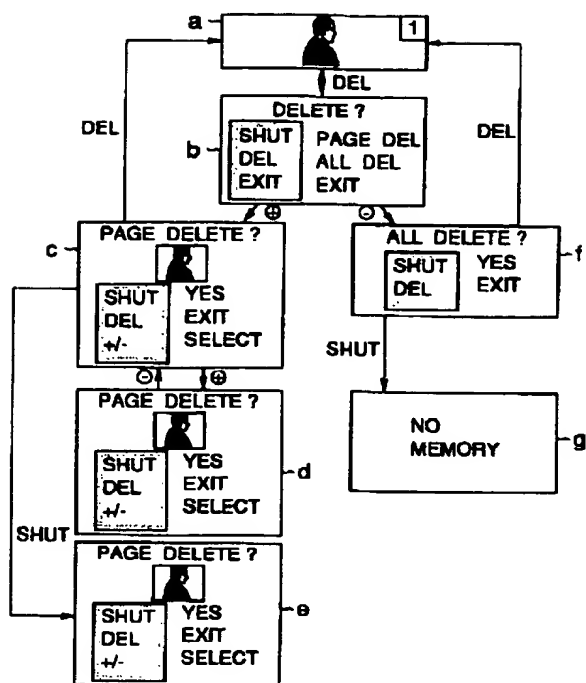 a
1
DEL
DELETE ?
DEL
DEL
b
SHUT PAGE DEL
DEL ALL DEL
EXIT EXIT
⊕
⊖
c
PAGE DELETE ?
SHUT YES
DEL EXIT
+/- SELECT
ALL DELETE ?
f
SHUT YES
DEL EXIT
SHUT
⊖
⊕
PAGE DELETE ?
d
SHUT YES
DEL EXIT
+/- SELECT
NO
MEMORY
g
SHUT
PAGE DELETE ?
e
SHUT YES
DEL EXIT
+/- SELECT